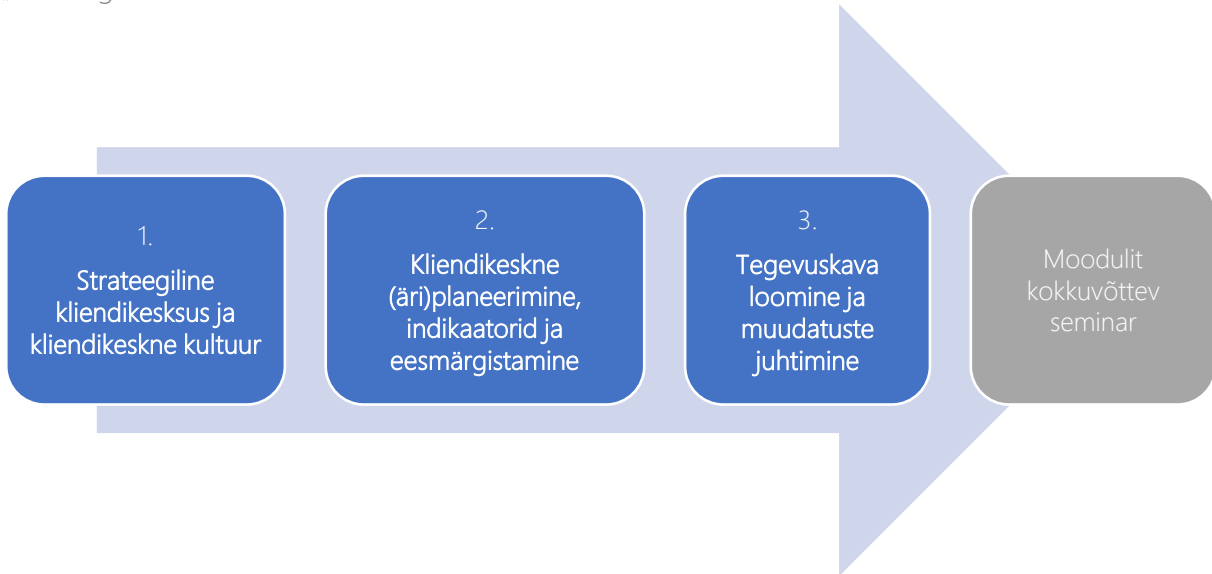 1.
Strateegiline
kliendikesksus ja
kliendikeskne kultuur
2.
Kliendikeskne
(äri)planeerimine,
indikaatorid ja
eesmärgistamine
3.
Tegevuskava
loomine ja
muudatuste
juhtimine
Moodulit
kokkuvõttev
seminar